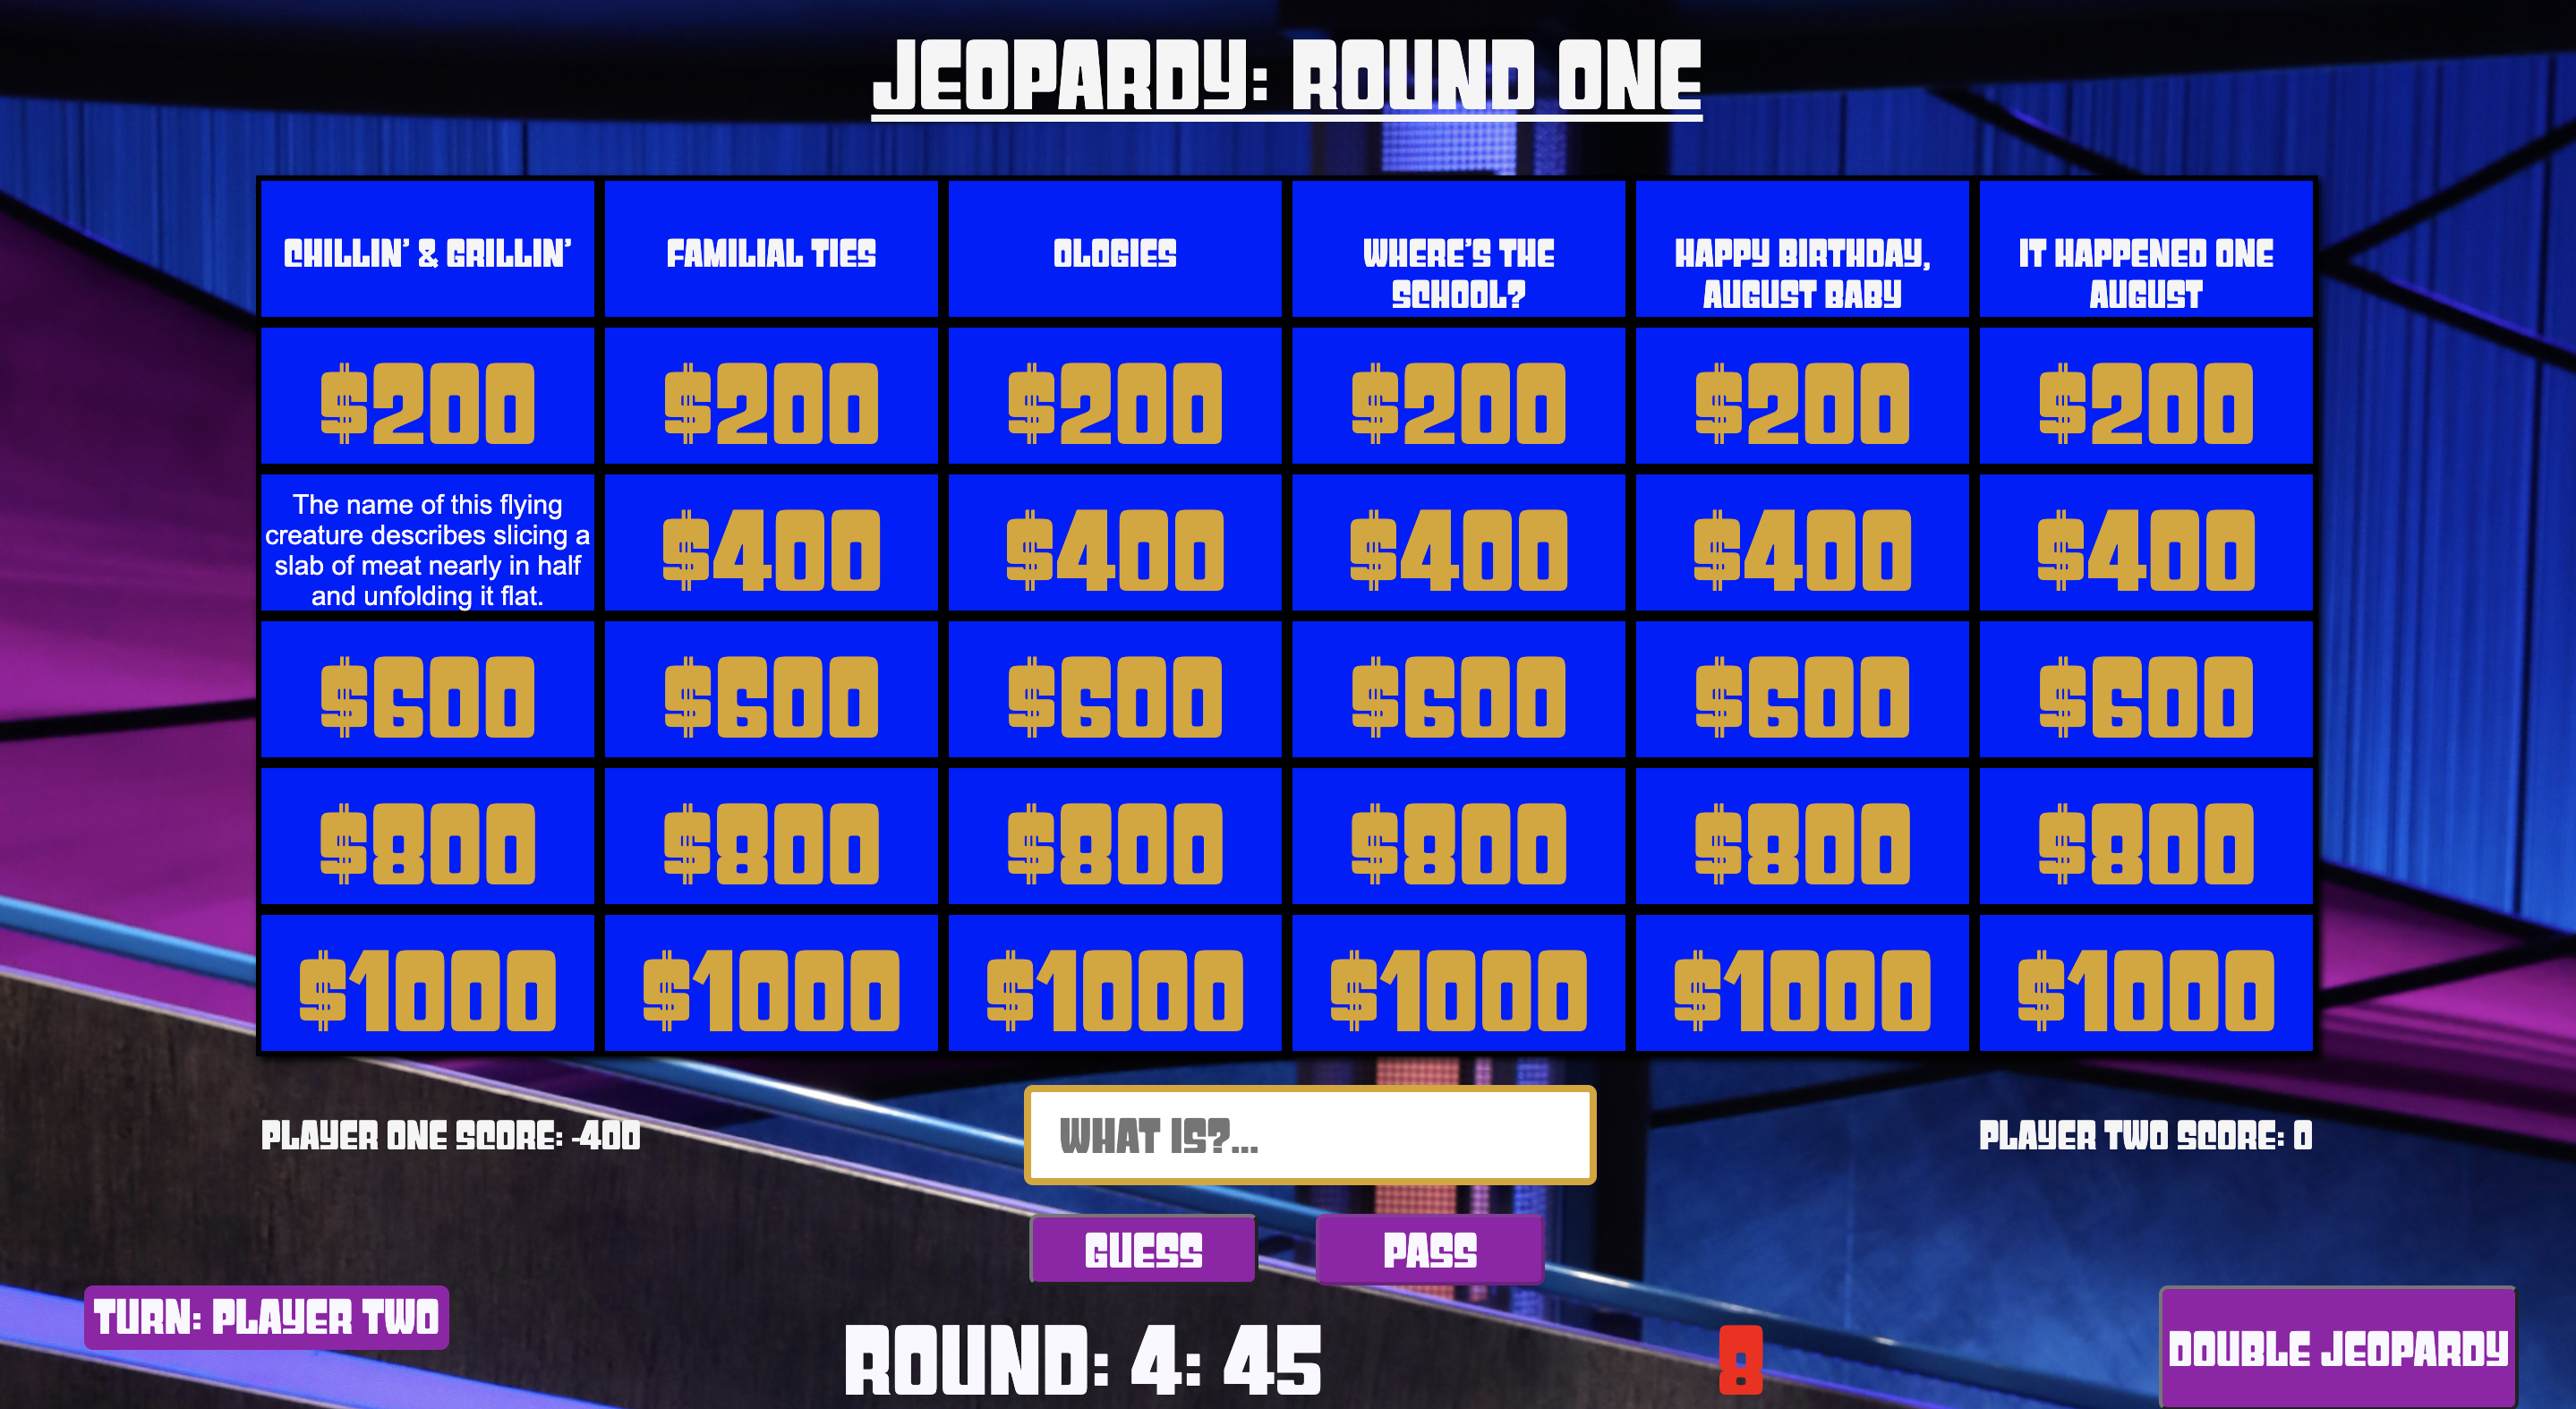 JEOPARDY: ROUND ONE
CHILLIN' & GRILLIN'
FAMILIAL TIES
OLOGIES
WHERE'S THE
SCHOOL?
HAPPY BIRTHDAY,
AUGUST BABY
IT HAPPENED ONE
AUGUST
$200
$200
$200
$200
$200
$200
The name of this flying
creature describes slicing a
slab of meat nearly in half
and unfolding it flat.
$400
$400
$400
$400
$400
$600
$600
$600
$600
$600
$600
$800
$800
$800
$800
$800
$800
$1000
$1000
$1000
$1000
$1000
$1000
PLAYER ONE SCORE: -400
WHAT IS?...
PLAYER TWO SCORE: 0
GUESS
PASS
TURN: PLAYER TWO
ROUND: 4: 45
8
DOUBLE JEOPARDY